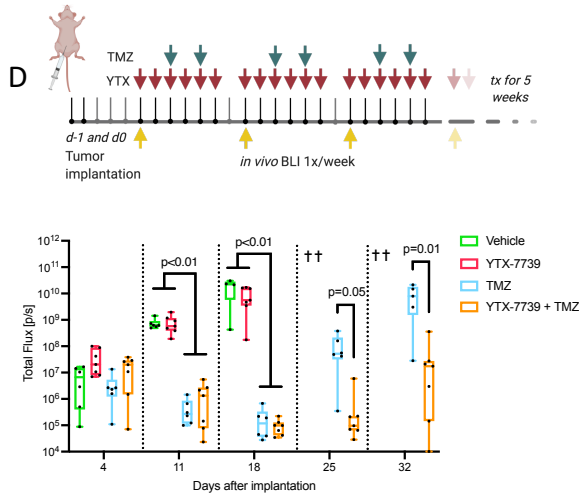 D
TMZ
YTX
tx for 5
weeks
d-1 and d0
Tumor
implantation
in vivo BLI 1x/week
Total Flux [p/s]
10¹²
10¹¹
10¹⁰
10⁹
10⁸
10⁷
10⁶
10⁵
10⁴
p<0.01
p<0.01
††
p=0.05
††
p=0.01
Vehicle
YTX-7739
TMZ
YTX-7739 + TMZ
4 11 18 25 32
Days after implantation